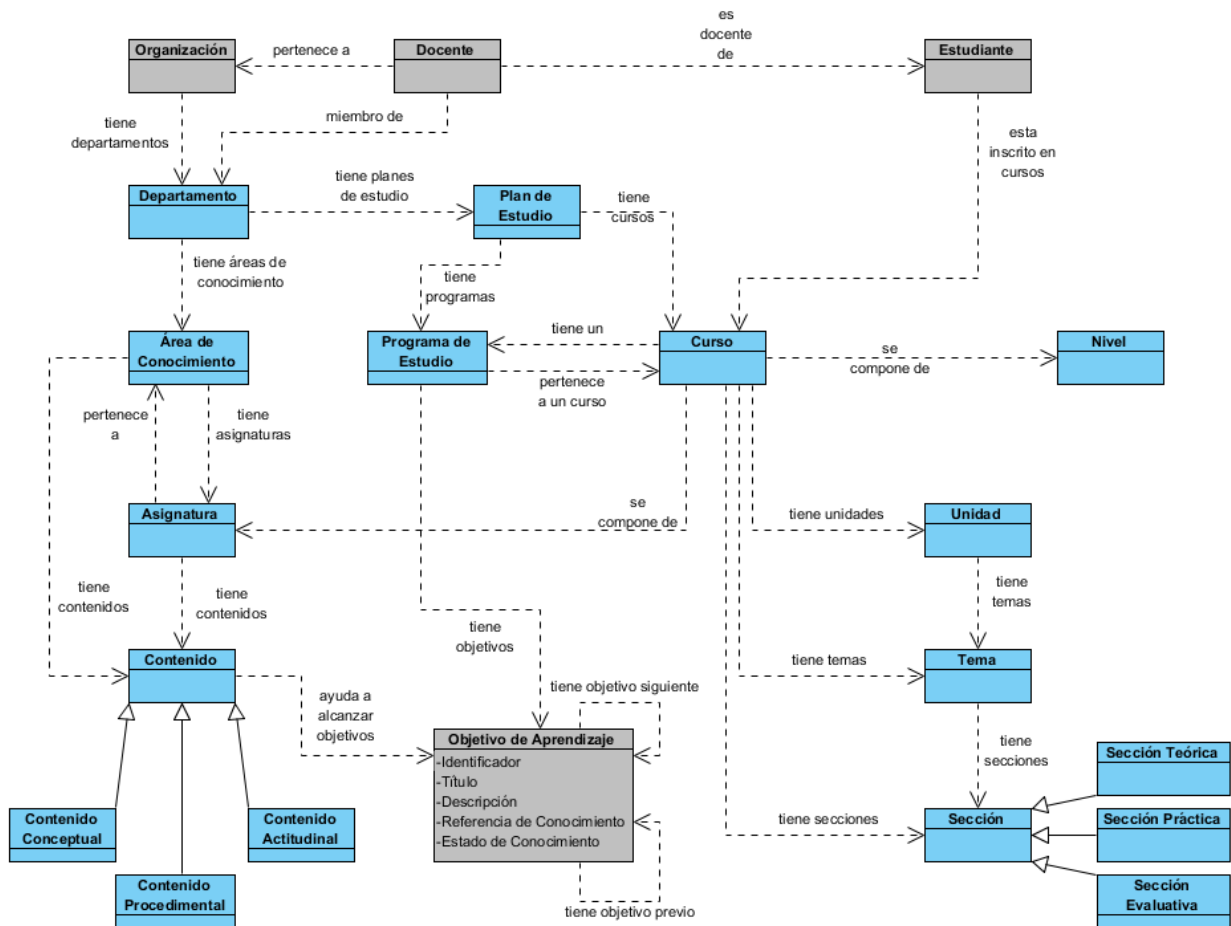 es
docente
de
Organización
pertenece a
Docente
Estudiante
tiene
departamentos
miembro de
esta
inscrito en
cursos
Departamento
tiene planes
de estudio
Plan de
Estudio
tiene
cursos
tiene áreas de
conocimiento
tiene
programas
Área de
Conocimiento
Programa de
Estudio
tiene un
pertenece
a un curso
Curso
se
compone de
Nivel
pertenece
a
tiene
asignaturas
Asignatura
se
compone de
tiene unidades
Unidad
tiene
contenidos
tiene
contenidos
tiene
objetivos
tiene
temas
Contenido
ayuda a
alcanzar
objetivos
tiene objetivo siguiente
tiene temas
Tema
Objetivo de Aprendizaje
-Identificador
-Título
-Descripción
-Referencia de Conocimiento
-Estado de Conocimiento
tiene objetivo previo
tiene
secciones
Sección Teórica
Contenido
Conceptual
Contenido
Actitudinal
Contenido
Procedimental
tiene secciones
Sección
Sección Práctica
Sección
Evaluativa